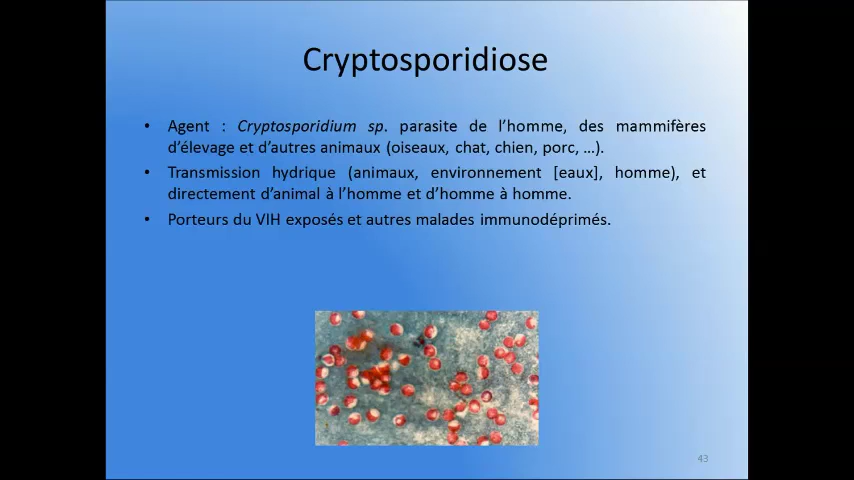 Cryptosporidiose
• Agent : Cryptosporidium sp. parasite de l’homme, des mammifères
d’élevage et d’autres animaux (oiseaux, chat, chien, porc, …).
• Transmission hydrique (animaux, environnement [eaux], homme), et
directement d’animal à l’homme et d’homme à homme.
• Porteurs du VIH exposés et autres malades immunodéprimés.
43